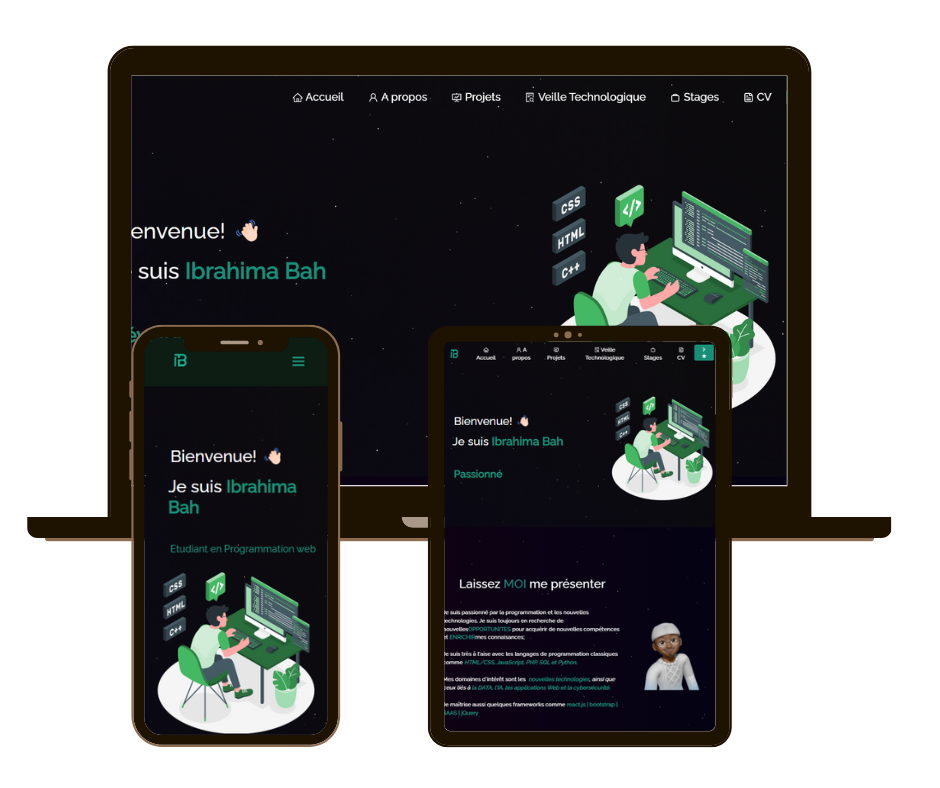 Accueil A propos Projets Veille Technologique Stages CV
envenue!
suis Ibrahima Bah
CSS
HTML
C++
</>
iB
Bienvenue!
Je suis Ibrahima
Bah
Etudiant en Programmation web
CSS
HTML
C++
</>
iB
Accueil
A
propos
Projets
Veille
Technologique
Stages
CV
Bienvenue!
Je suis Ibrahima Bah
Passionné
CSS
HTML
C++
</>
Laissez MOI me présenter
Je suis passionné par la programmation et les nouvelles
technologies. Je suis toujours en recherche de
nouvellesOPPORTUNITES pour acquérir de nouvelles compétences
et ENRICHIRmes connaisances;
Je suis très à l'aise avec les langages de programmation classiques
comme HTML/CSS, JavaScript, PHP, SQL et Python.
Mes domaines d'intérêt sont les nouvelles technologies, ainsi que
ceux liés à la DATA, l'IA, les applications Web et la cybersécurité.
Je maîtrise aussi quelques frameworks comme react.js | bootstrap |
SAAS | jQuery